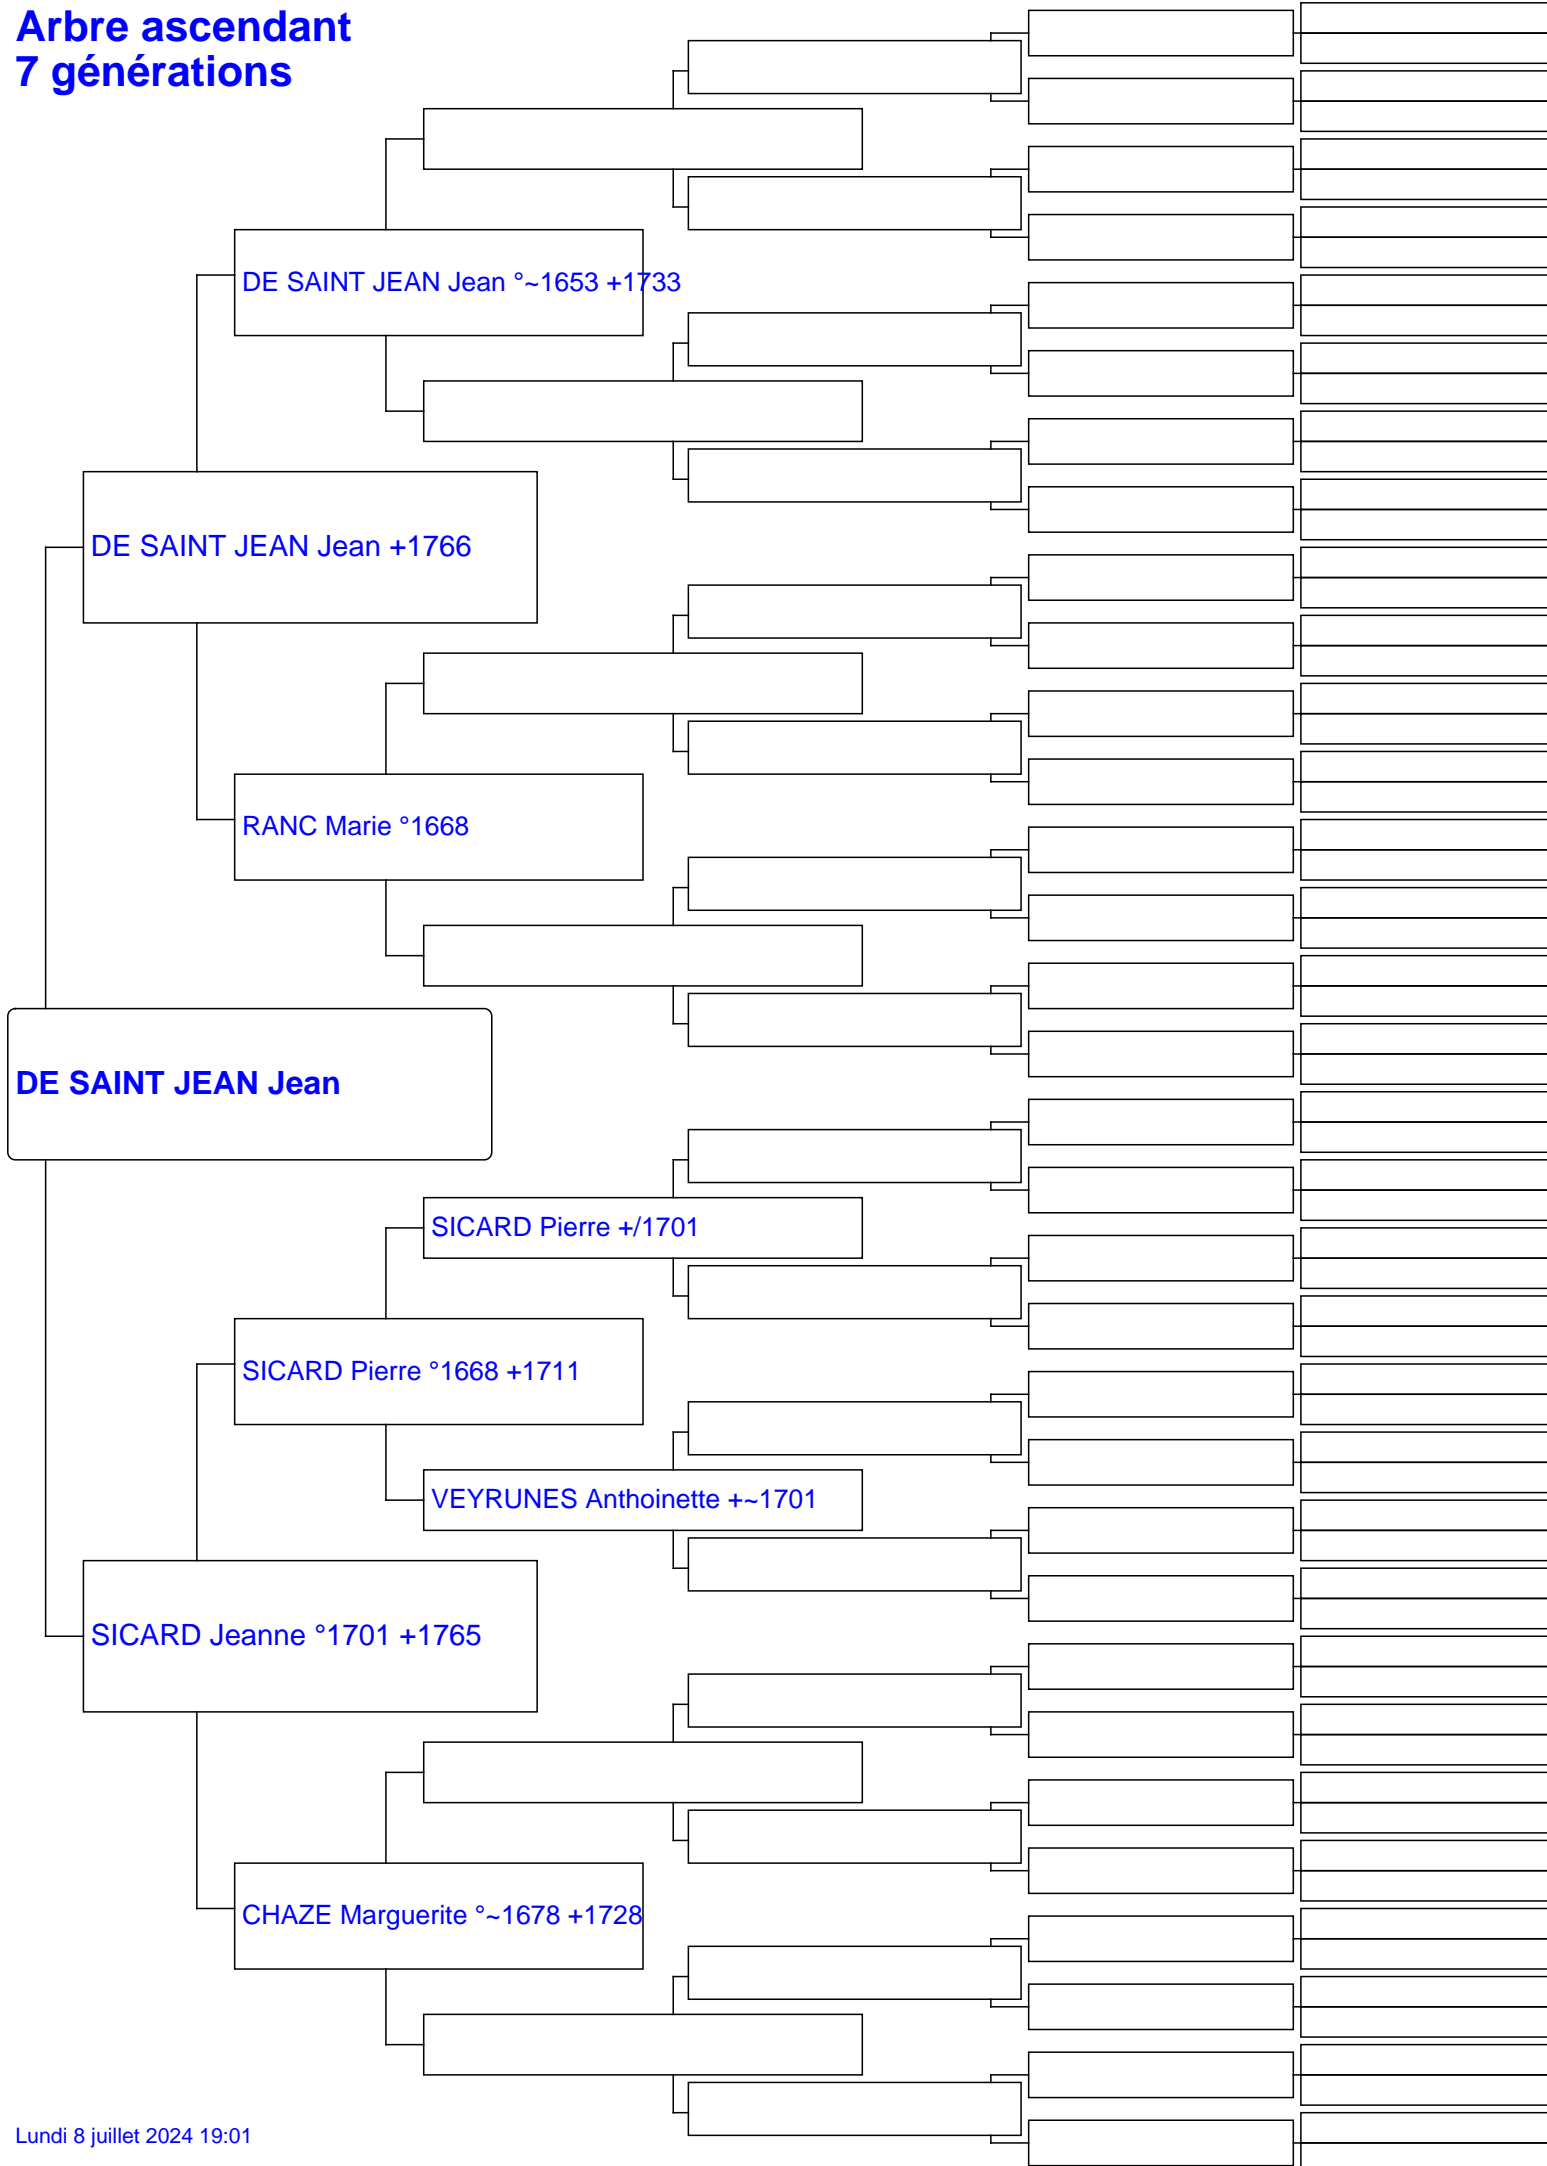 Arbre ascendant
7 générations
DE SAINT JEAN Jean °~1653 +1733
DE SAINT JEAN Jean +1766
RANC Marie °1668
DE SAINT JEAN Jean
SICARD Pierre +/1701
SICARD Pierre °1668 +1711
VEYRUNES Anthoinette +~1701
SICARD Jeanne °1701 +1765
CHAZE Marguerite °~1678 +1728
Lundi 8 juillet 2024 19:01